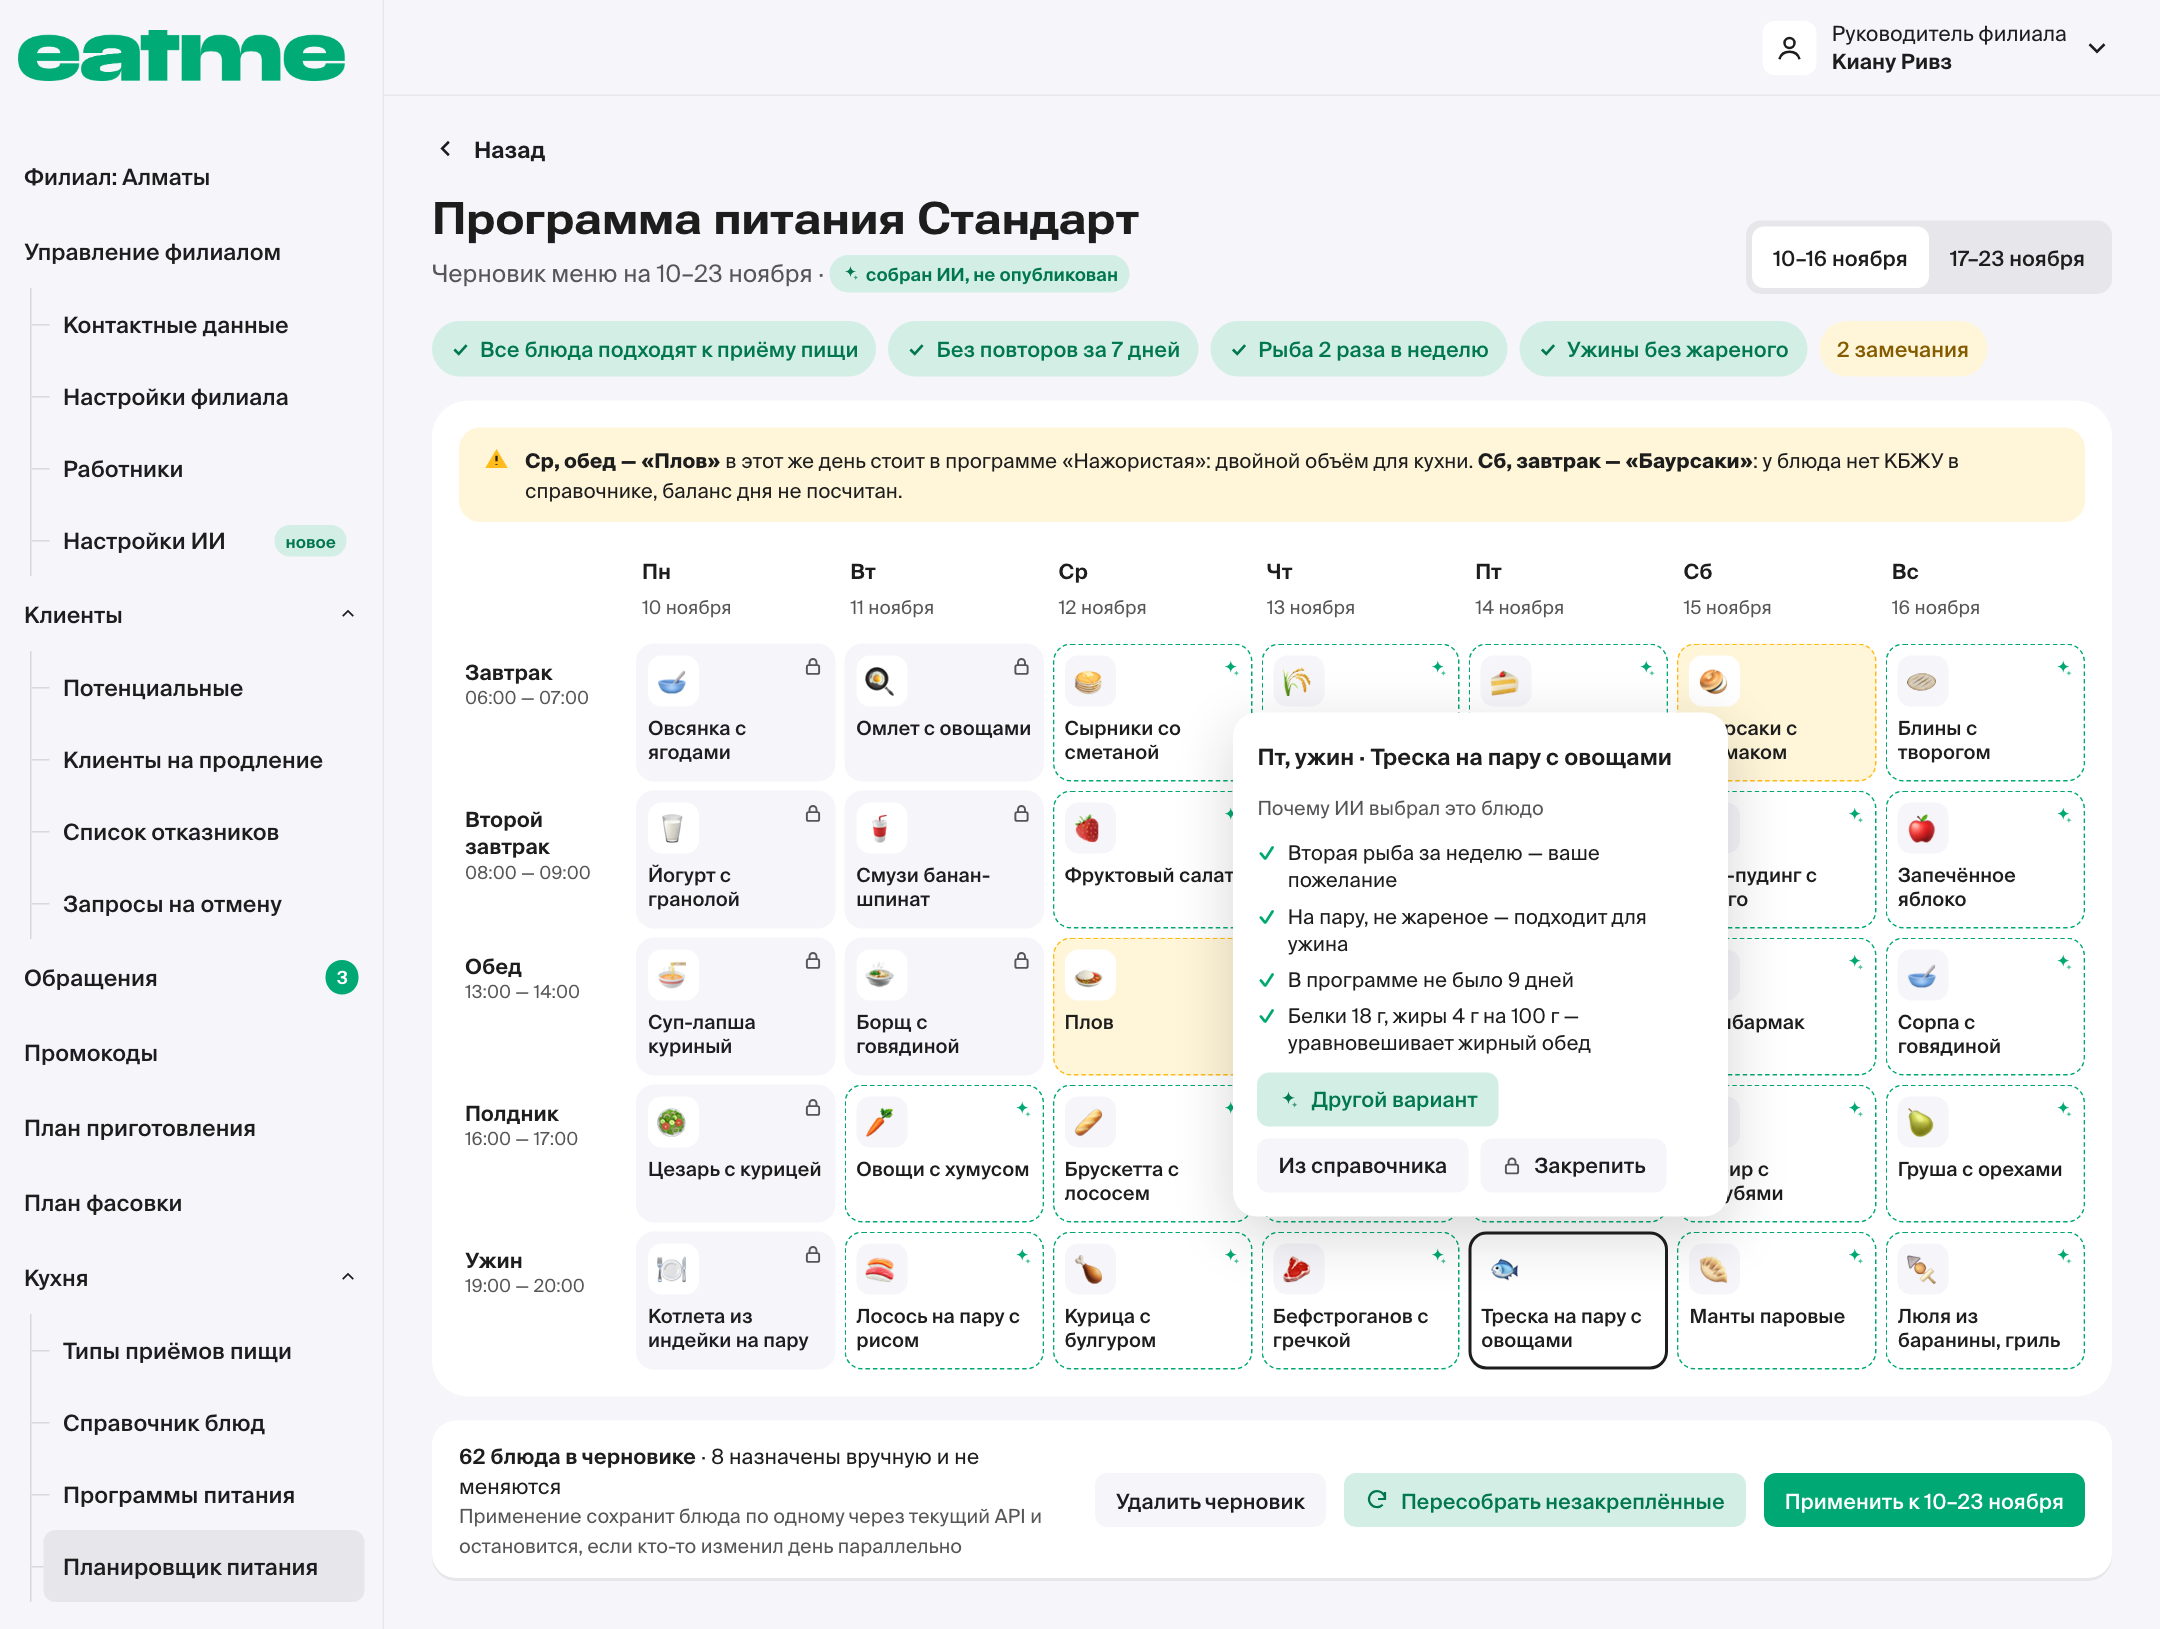 eatme
Руководитель филиала
Киану Ривз
Филиал: Алматы
Управление филиалом
Контактные данные
Настройки филиала
Работники
Настройки ИИ
новое
Клиенты
Потенциальные
Клиенты на продление
Список отказников
Запросы на отмену
Обращения
3
Промокоды
План приготовления
План фасовки
Кухня
Типы приёмов пищи
Справочник блюд
Программы питания
Планировщик питания
Назад
Программа питания Стандарт
Черновик меню на 10–23 ноября ·
собран ИИ, не опубликован
10–16 ноября
17–23 ноября
Все блюда подходят к приёму пищи
Без повторов за 7 дней
Рыба 2 раза в неделю
Ужины без жареного
2 замечания
Ср, обед — «Плов» в этот же день стоит в программе «Нажористая»: двойной объём для кухни. Сб, завтрак — «Баурсаки»: у блюда нет КБЖУ в
справочнике, баланс дня не посчитан.
Пн
10 ноября
Вт
11 ноября
Ср
12 ноября
Чт
13 ноября
Пт
14 ноября
Сб
15 ноября
Вс
16 ноября
Завтрак
06:00 — 07:00
Овсянка с
ягодами
Омлет с овощами
Сырники со
сметаной
рсаки с
маком
Блины с
творогом
Второй
завтрак
08:00 — 09:00
Йогурт с
гранолой
Смузи банан-
шпинат
Фруктовый салат
-пудинг с
го
Запечённое
яблоко
Обед
13:00 — 14:00
Суп-лапша
куриный
Борщ с
говядиной
Плов
бармак
Сорпа с
говядиной
Полдник
16:00 — 17:00
Цезарь с курицей
Овощи с хумусом
Брускетта с
лососем
ир с
убями
Груша с орехами
Ужин
19:00 — 20:00
Котлета из
индейки на пару
Лосось на пару с
рисом
Курица с
булгуром
Бефстроганов с
гречкой
Треска на пару с
овощами
Манты паровые
Люля из
баранины, гриль
Пт, ужин · Треска на пару с овощами
Почему ИИ выбрал это блюдо
Вторая рыба за неделю — ваше
пожелание
На пару, не жареное — подходит для
ужина
В программе не было 9 дней
Белки 18 г, жиры 4 г на 100 г —
уравновешивает жирный обед
Другой вариант
Из справочника
Закрепить
62 блюда в черновике · 8 назначены вручную и не
меняются
Применение сохранит блюда по одному через текущий API и
остановится, если кто-то изменил день параллельно
Удалить черновик
Пересобрать незакреплённые
Применить к 10–23 ноября